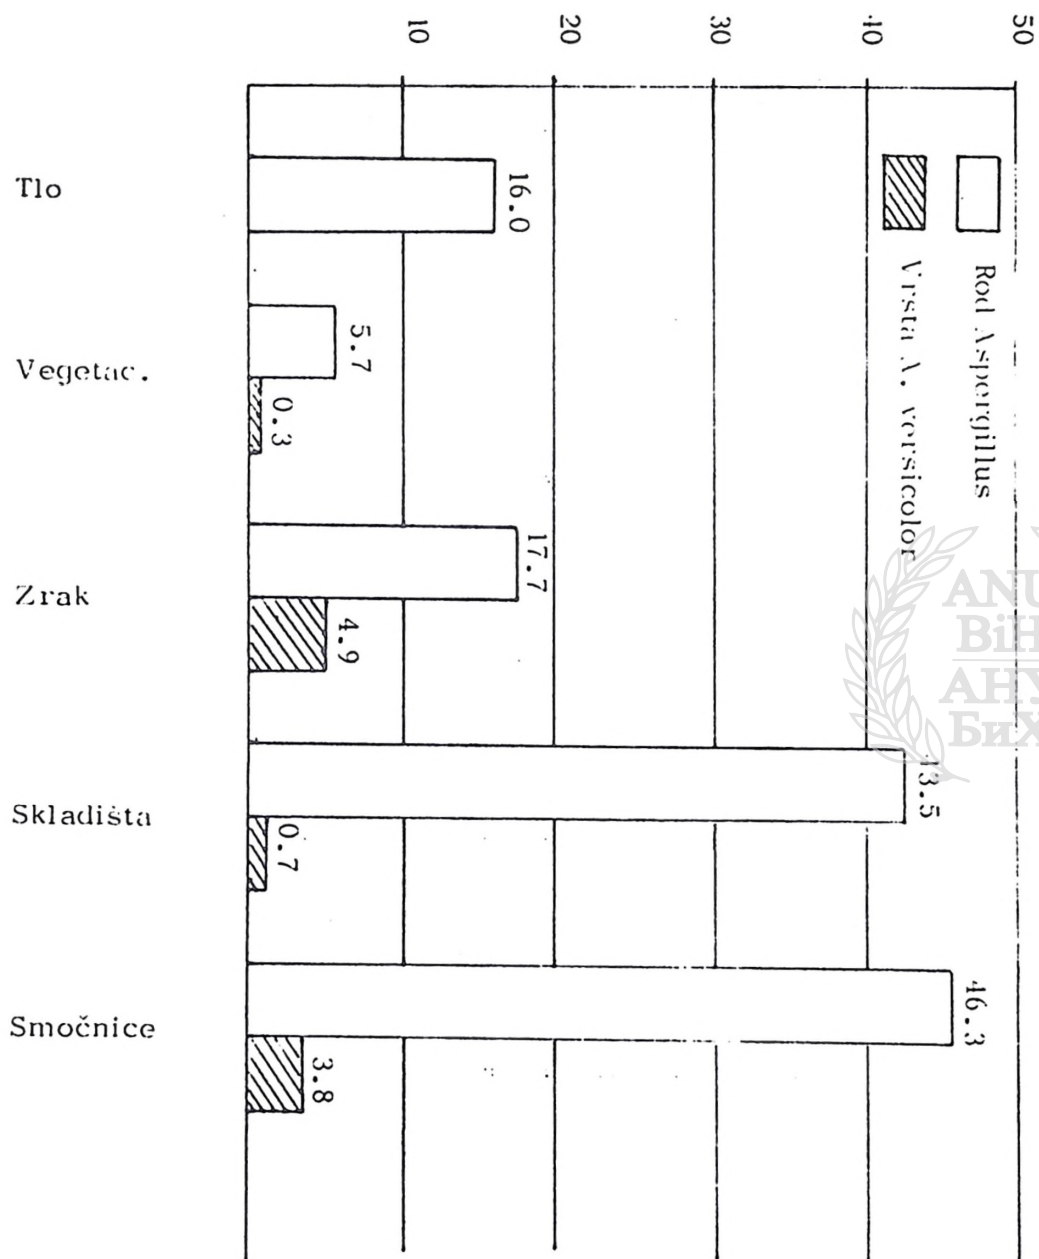 10
20
30
40
50
Rod Aspergillus
Vrsta A. versicolor
Tlo
16.0
Vegetac.
5.7
0.3
Zrak
17.7
4.9
Skladišta
43.5
0.7
Smočnice
46.3
3.8
ANU
BiH
АНУ
БиХ